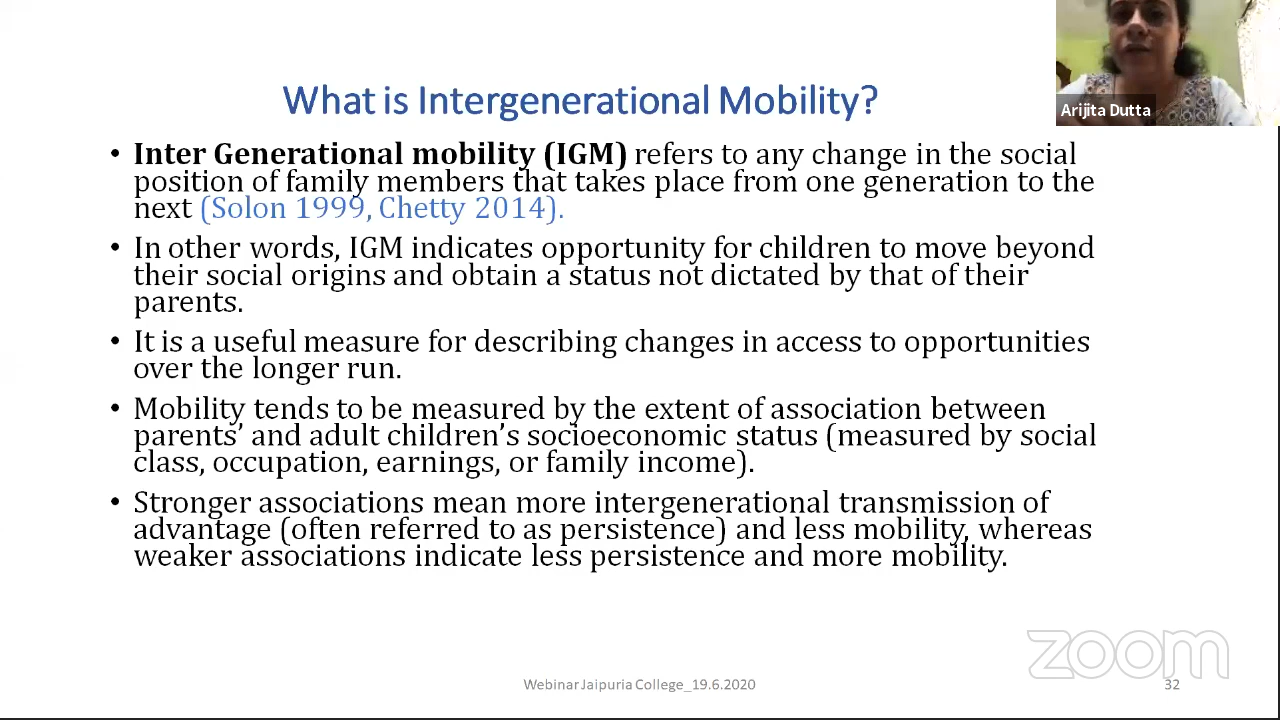 What is Intergenerational Mobility?
Arijita Dutta
• Inter Generational mobility (IGM) refers to any change in the social
position of family members that takes place from one generation to the
next (Solon 1999, Chetty 2014).
• In other words, IGM indicates opportunity for children to move beyond
their social origins and obtain a status not dictated by that of their
parents.
• It is a useful measure for describing changes in access to opportunities
over the longer run.
• Mobility tends to be measured by the extent of association between
parents’ and adult children’s socioeconomic status (measured by social
class, occupation, earnings, or family income).
• Stronger associations mean more intergenerational transmission of
advantage (often referred to as persistence) and less mobility, whereas
weaker associations indicate less persistence and more mobility.
zoom
Webinar Jaipuria College_19.6.2020
32